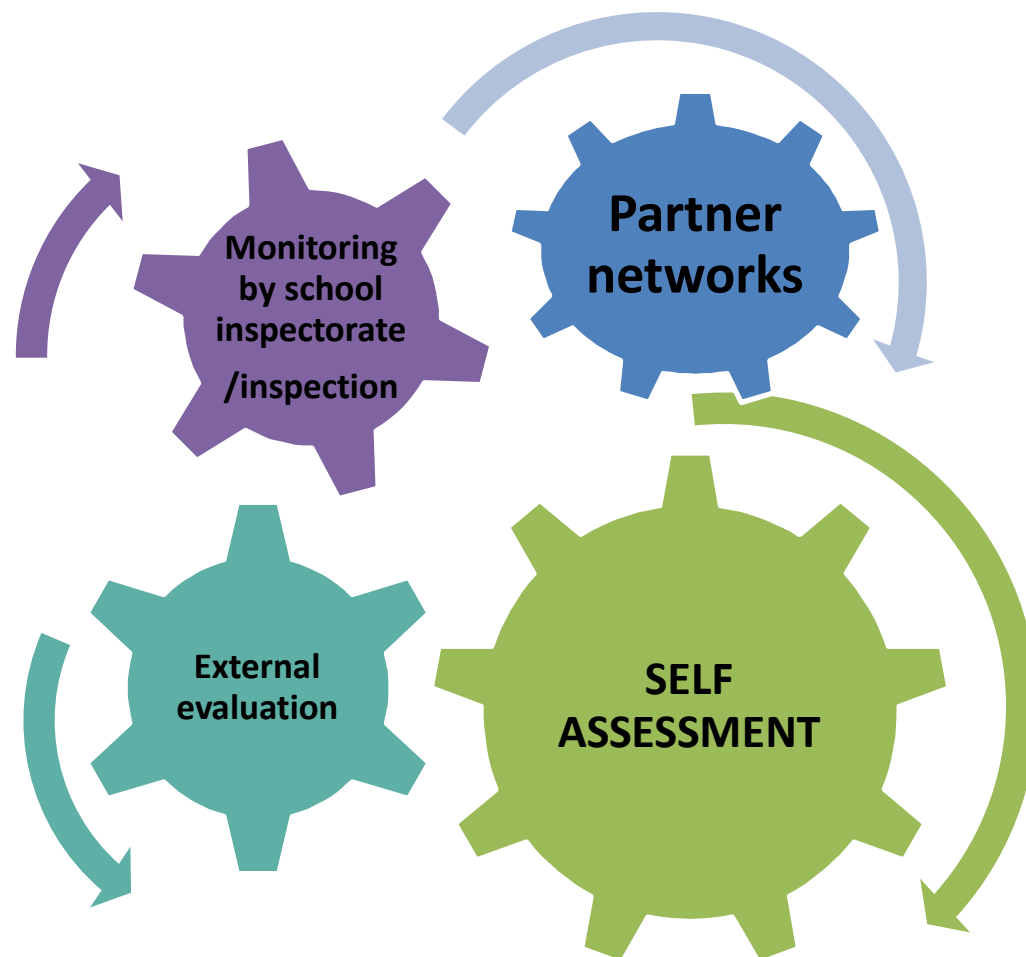 Monitoring
by school
inspectorate
/inspection
Partner
networks
External
evaluation
SELF
ASSESSMENT